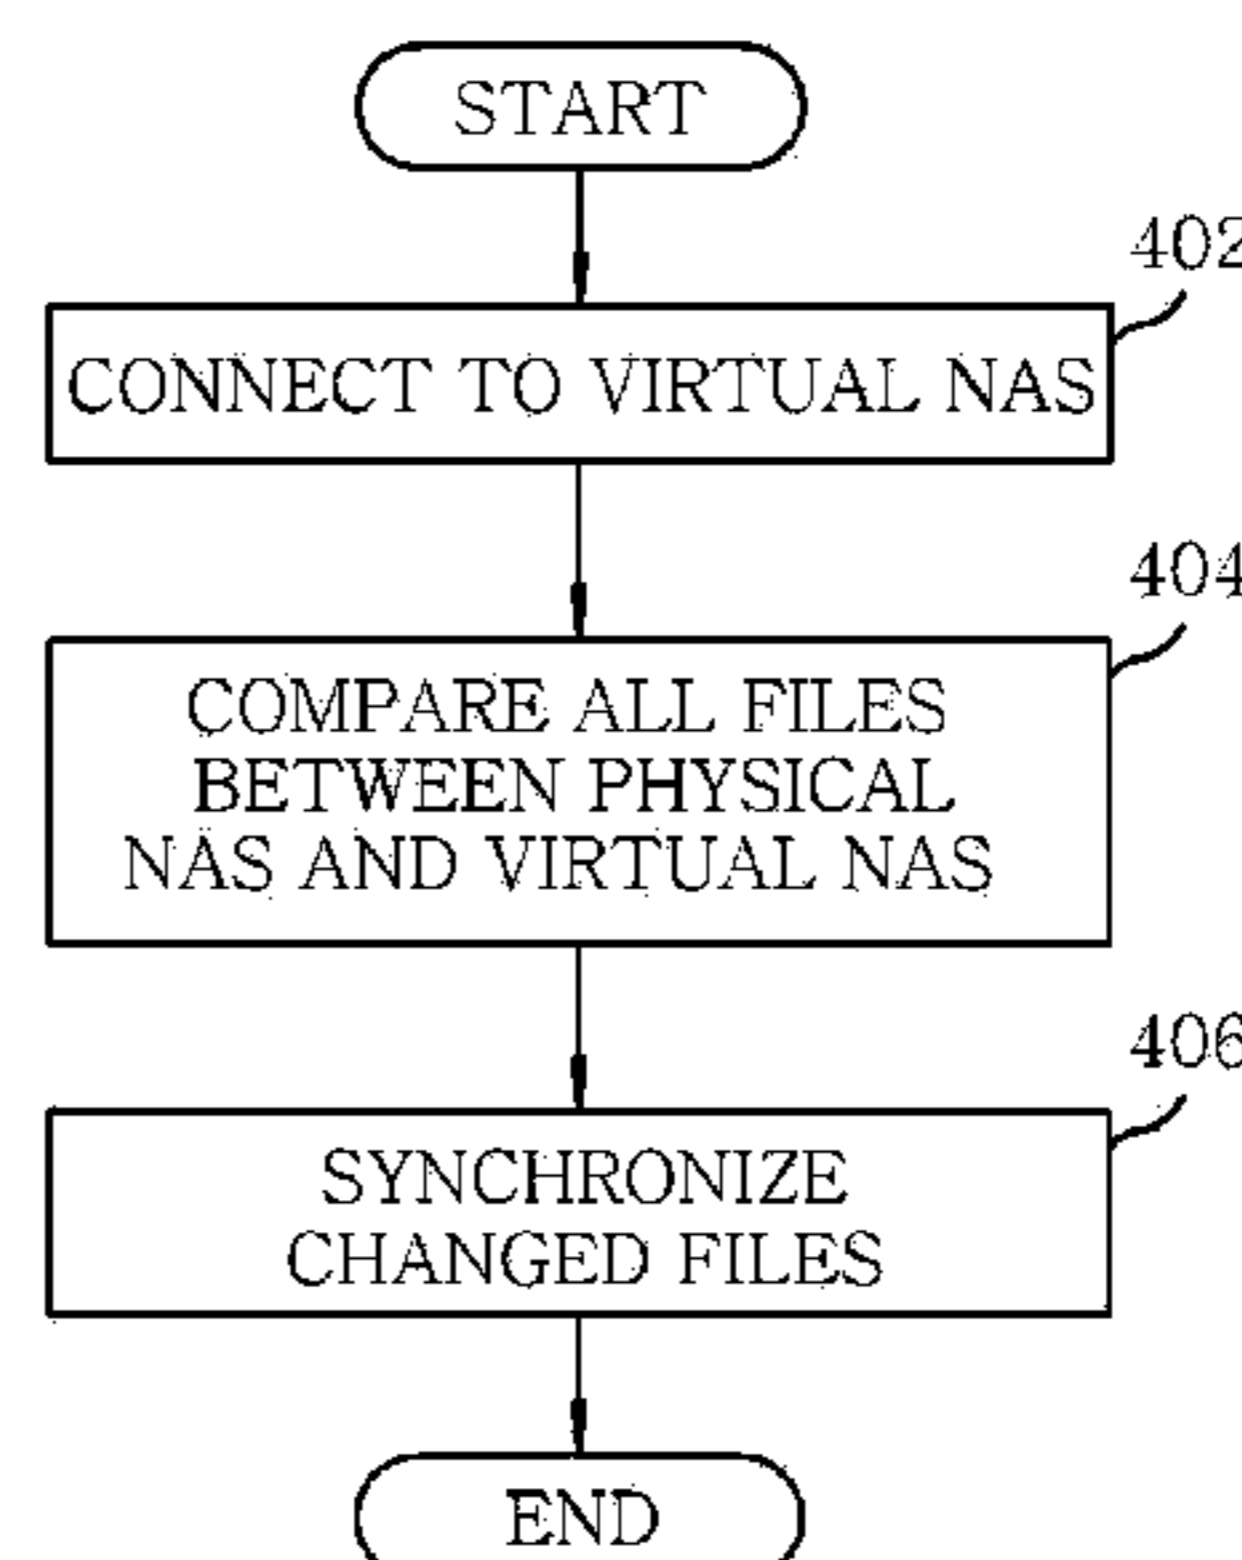 START
402
CONNECT TO VIRTUAL NAS
404
COMPARE ALL FILES
BETWEEN PHYSICAL
NAS AND VIRTUAL NAS
406
SYNCHRONIZE
CHANGED FILES
END